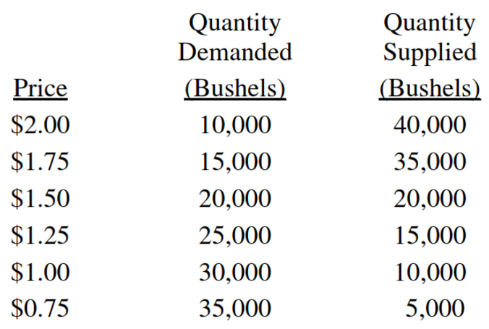 Quantity Quantity
Demanded Supplied
Price (Bushels) (Bushels)
$2.00 10,000 40,000
$1.75 15,000 35,000
$1.50 20,000 20,000
$1.25 25,000 15,000
$1.00 30,000 10,000
$0.75 35,000 5,000